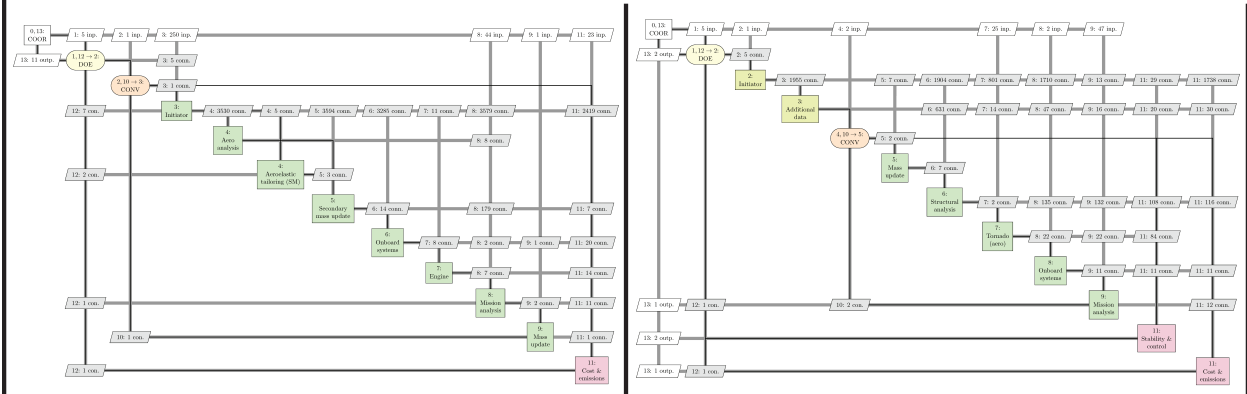 0, 13:
COOR
1: 5 inp.
2: 1 inp.
3: 250 inp.
8: 44 inp.
9: 1 inp.
11: 23 inp.
13: 11 outp.
1, 12 → 2:
DOE
3: 5 conn.
2, 10 → 3:
CONV
3: 1 conn.
12: 7 con.
3:
Initiator
4: 3530 conn.
4: 5 conn.
5: 3594 conn.
6: 3285 conn.
7: 11 conn.
8: 3579 conn.
11: 2419 conn.
4:
Aero
analysis
8: 8 conn.
12: 2 con.
4:
Aeroelastic
tailoring (SM)
5: 3 conn.
5:
Secondary
mass update
6: 14 conn.
8: 179 conn.
11: 7 conn.
6:
Onboard
systems
7: 8 conn.
8: 2 conn.
9: 1 conn.
11: 20 conn.
7:
Engine
8: 7 conn.
11: 14 conn.
12: 1 con.
8:
Mission
analysis
9: 2 conn.
11: 11 conn.
10: 1 con.
9:
Mass
update
11: 1 conn.
12: 1 con.
11:
Cost &
emissions
0, 13:
COOR
1: 5 inp.
2: 1 inp.
4: 2 inp.
7: 25 inp.
8: 2 inp.
9: 47 inp.
13: 2 outp.
1, 12 → 2:
DOE
2: 5 conn.
2:
Initiator
3: 1955 conn.
5: 7 conn.
6: 1904 conn.
7: 801 conn.
8: 1710 conn.
9: 13 conn.
11: 29 conn.
11: 1738 conn.
3:
Additional
data
6: 631 conn.
7: 14 conn.
8: 47 conn.
9: 16 conn.
11: 20 conn.
11: 30 conn.
4, 10 → 5:
CONV
5: 2 conn.
5:
Mass
update
6: 7 conn.
6:
Structural
analysis
7: 2 conn.
8: 135 conn.
9: 132 conn.
11: 108 conn.
11: 116 conn.
7:
Tornado
(aero)
8: 22 conn.
9: 22 conn.
11: 84 conn.
8:
Onboard
systems
9: 11 conn.
11: 11 conn.
11: 11 conn.
13: 1 outp.
12: 1 con.
10: 2 con.
9:
Mission
analysis
11: 12 conn.
13: 2 outp.
11:
Stability &
control
13: 1 outp.
12: 1 con.
11:
Cost &
emissions